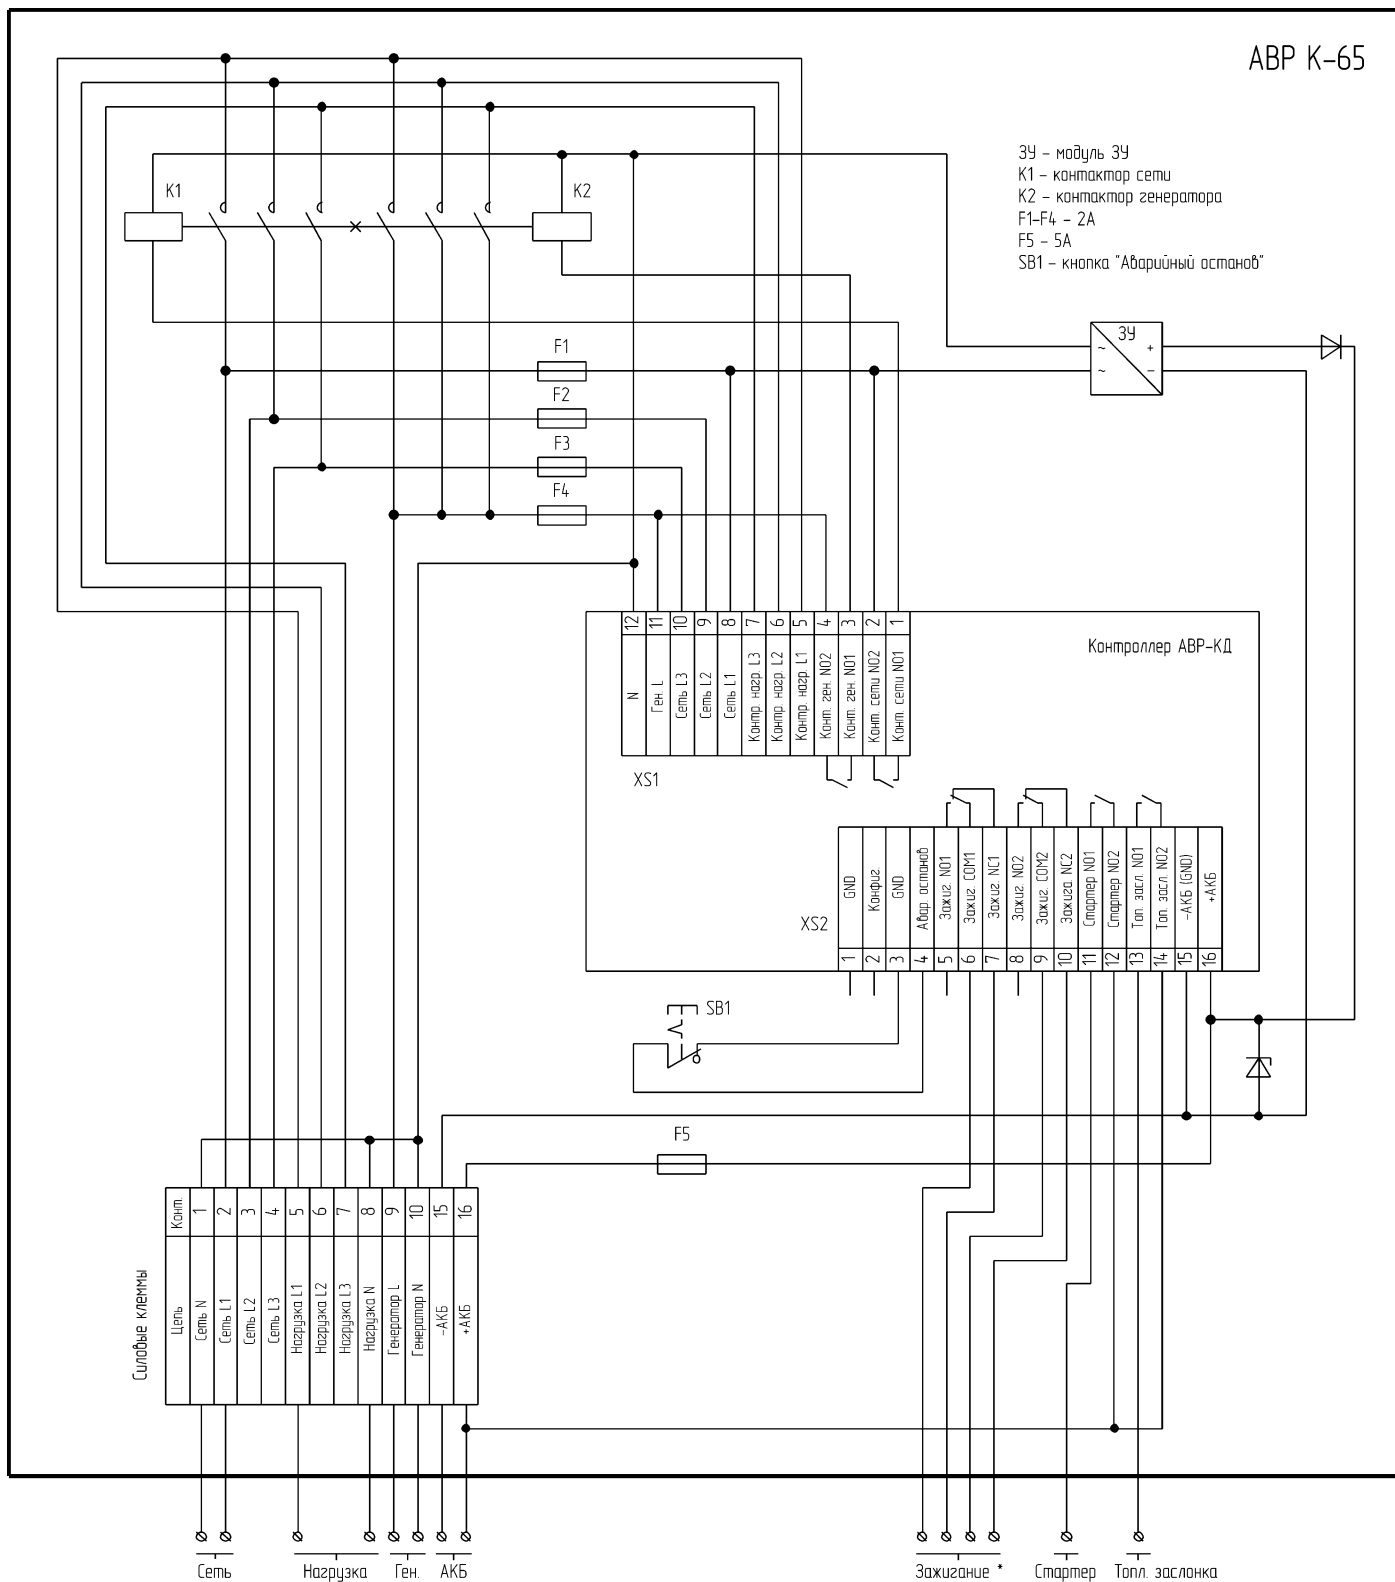 АВР К-65
ЗУ - модуль ЗУ
К1 - контактор сети
К2 - контактор генератора
F1-F4 - 2А
F5 - 5А
SB1 - кнопка "Аварийный останов"
К1
К2
ЗУ
~ +
~ -
F1
F2
F3
F4
12 11 10 9 8 7 6 5 4 3 2 1
Контроллер АВР-КД
N
Ген. L
Сеть L3
Сеть L2
Сеть L1
Контр. нагр. L3
Контр. нагр. L2
Контр. нагр. L1
Конт. ген. NO2
Конт. ген. NO1
Конт. сети NO2
Конт. сети NO1
XS1
XS2
GND
Конфиг.
GND
Авар. останов
Зажиг. NO1
Зажиг. COM1
Зажиг. NC1
Зажиг. NO2
Зажиг. COM2
Зажига. NC2
Стартер NO1
Стартер NO2
Топ. засл. NO1
Топ. засл. NO2
-АКБ (GND)
+АКБ
1 2 3 4 5 6 7 8 9 10 11 12 13 14 15 16
SB1
F5
Силовые клеммы
Конт. 1 2 3 4 5 6 7 8 9 10 15 16
Цепь
Сеть N
Сеть L1
Сеть L2
Сеть L3
Нагрузка L1
Нагрузка L2
Нагрузка L3
Нагрузка N
Генератор L
Генератор N
-АКБ
+АКБ
Сеть
Нагрузка
Ген.
АКБ
Зажигание *
Стартер
Топл. заслонка